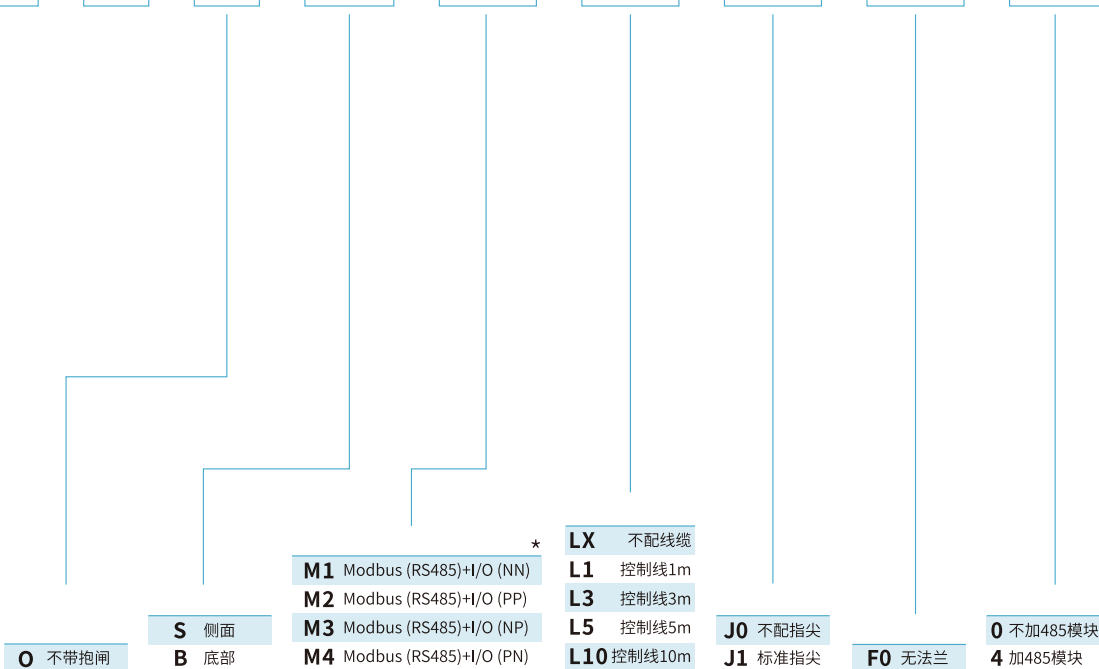 O 不带抱闸
S 侧面
B 底部
*
M1 Modbus (RS485)+I/O (NN)
M2 Modbus (RS485)+I/O (PP)
M3 Modbus (RS485)+I/O (NP)
M4 Modbus (RS485)+I/O (PN)
LX 不配线缆
L1 控制线1m
L3 控制线3m
L5 控制线5m
L10 控制线10m
J0 不配指尖
J1 标准指尖
F0 无法兰
0 不加485模块
4 加485模块